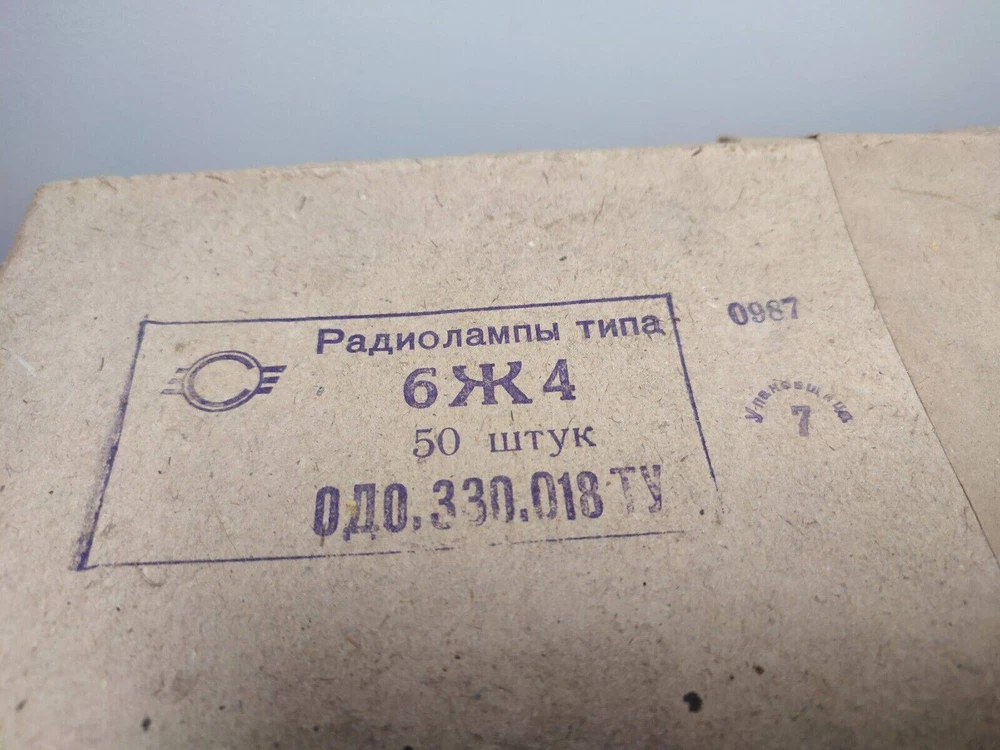 Радиолампы типа
6Ж4
50 штук
ОДО.330.018 ТУ
0987
Упаковщица
7